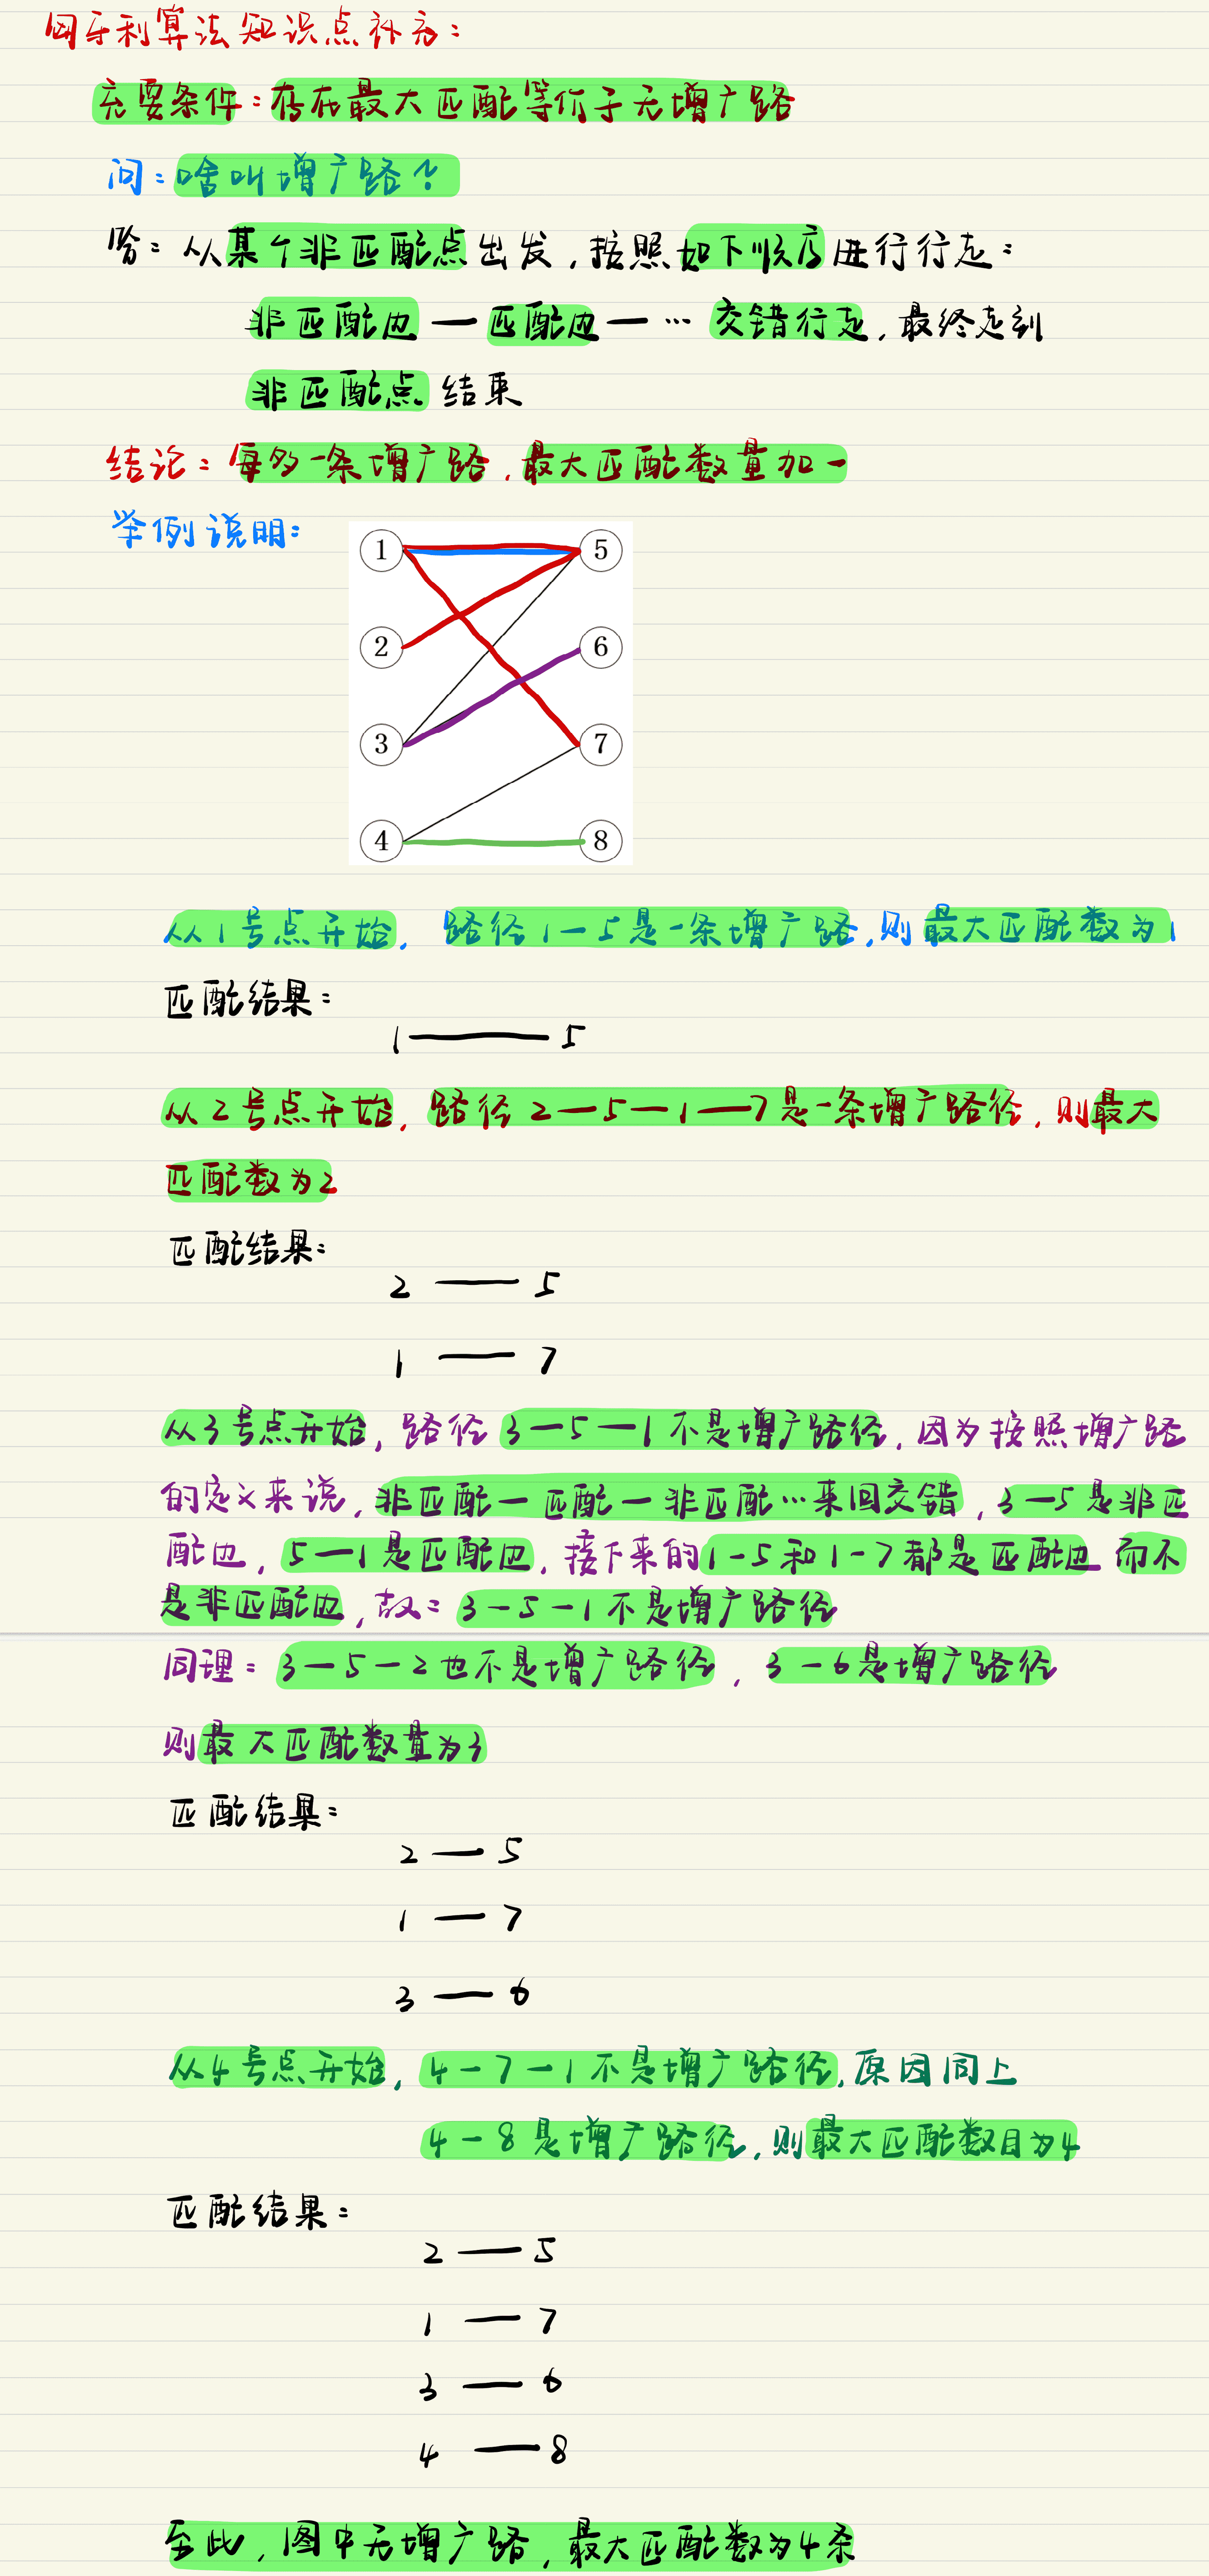 匈牙利算法知识点补充：
充要条件：存在最大匹配等价于无增广路
问：啥叫增广路？
答：从某个非匹配点出发，按照如下顺序进行行走：
非匹配边—匹配边—… 交错行走，最终走到
非匹配点 结束
结论：每多一条增广路，最大匹配数量加一
举例说明：
1 5
2 6
3 7
4 8
从1号点开始，路径1—5是一条增广路，则最大匹配数为1
匹配结果：
1——5
从2号点开始，路径2—5—1—7是一条增广路径，则最大
匹配数为2
匹配结果：
2——5
1——7
从3号点开始，路径3—5—1不是增广路径，因为按照增广路
的定义来说，非匹配—匹配—非匹配…来回交错，3—5是非匹
配边，5—1是匹配边，接下来的1-5和1-7都是匹配边而不
是非匹配边，故：3-5-1不是增广路径
同理：3—5—2也不是增广路径，3—6是增广路径
则最大匹配数量为3
匹配结果：
2——5
1——7
3——6
从4号点开始，4—7—1不是增广路径，原因同上
4—8是增广路径，则最大匹配数目为4
匹配结果：
2——5
1——7
3——6
4——8
至此，图中无增广路，最大匹配数为4条